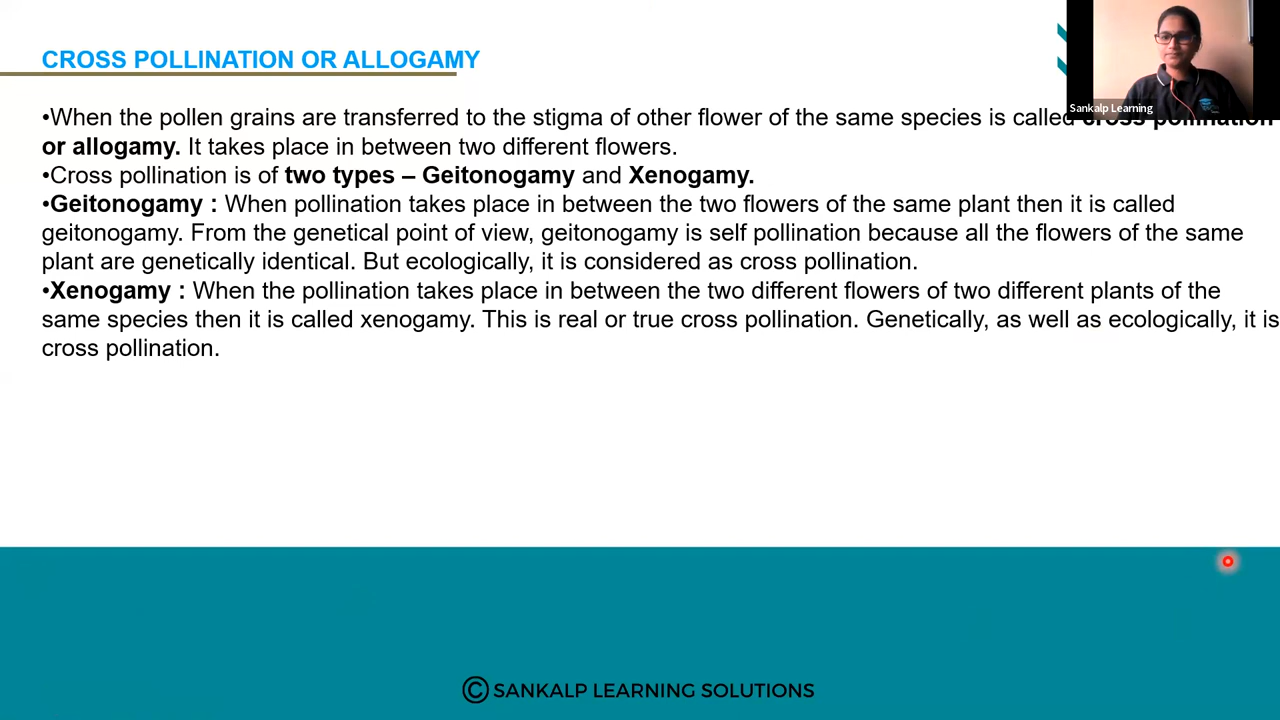 CROSS POLLINATION OR ALLOGAMY
Sankalp Learning
•When the pollen grains are transferred to the stigma of other flower of the same species is called cross pollination
or allogamy. It takes place in between two different flowers.
•Cross pollination is of two types – Geitonogamy and Xenogamy.
•Geitonogamy : When pollination takes place in between the two flowers of the same plant then it is called
geitonogamy. From the genetical point of view, geitonogamy is self pollination because all the flowers of the same
plant are genetically identical. But ecologically, it is considered as cross pollination.
•Xenogamy : When the pollination takes place in between the two different flowers of two different plants of the
same species then it is called xenogamy. This is real or true cross pollination. Genetically, as well as ecologically, it is
cross pollination.
© SANKALP LEARNING SOLUTIONS